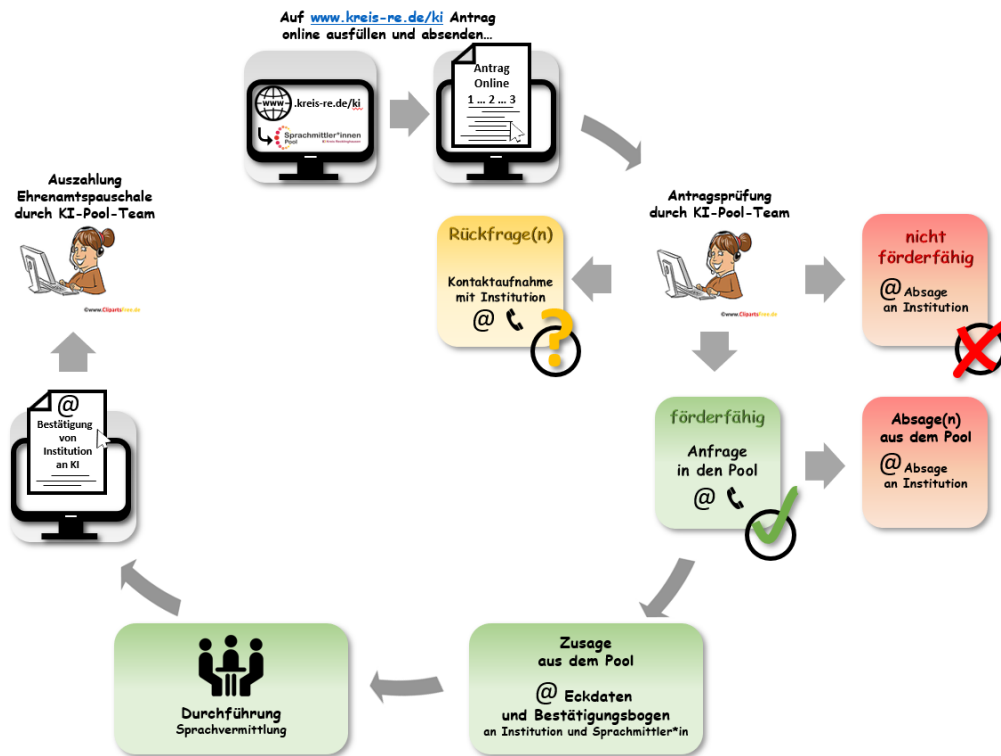 Auf www.kreis-re.de/ki Antrag
online ausfüllen und absenden…
www
.kreis-re.de/ki
Sprachmittler*innen
Pool
Antrag
Online
1 … 2 … 3
Antragsprüfung
durch KI-Pool-Team
©www.ClipartsFree.de
Rückfrage(n)
Kontaktaufnahme
mit Institution
@
?
nicht
förderfähig
@ Absage
an Institution
förderfähig
Anfrage
in den Pool
@
Absage(n)
aus dem Pool
@ Absage
an Institution
Zusage
aus dem Pool
@ Eckdaten
und Bestätigungsbogen
an Institution und Sprachmittler*in
Durchführung
Sprachvermittlung
@
Bestätigung
von
Institution
an KI
Auszahlung
Ehrenamtspauschale
durch KI-Pool-Team
©www.ClipartsFree.de